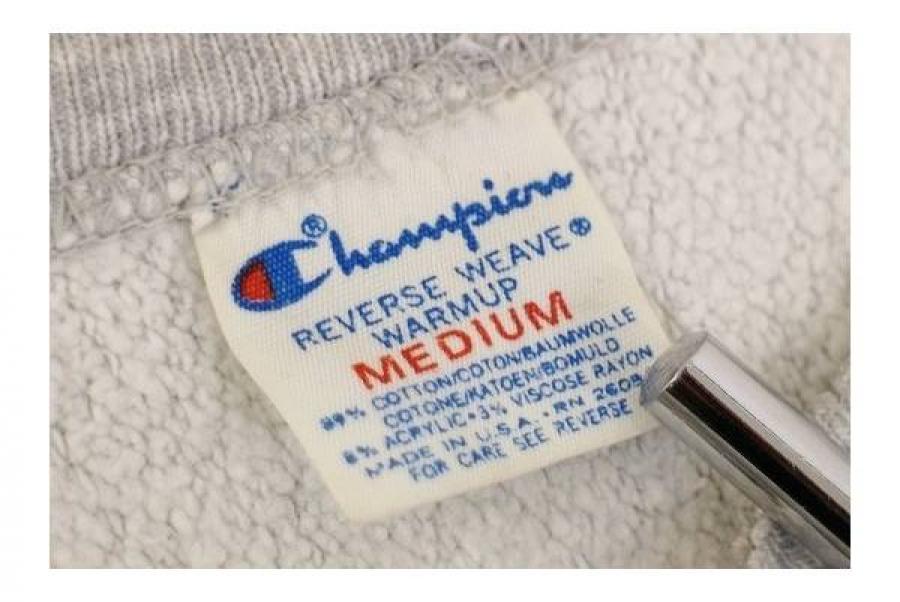 Champion®
REVERSE WEAVE®
WARMUP
MEDIUM
89% COTTON/COTON/BAUMWOLLE
COTONE/KATOEN/BOMULD
8% ACRYLIC•3% VISCOSE RAYON
MADE IN U.S.A. • RN 26094
FOR CARE SEE REVERSE